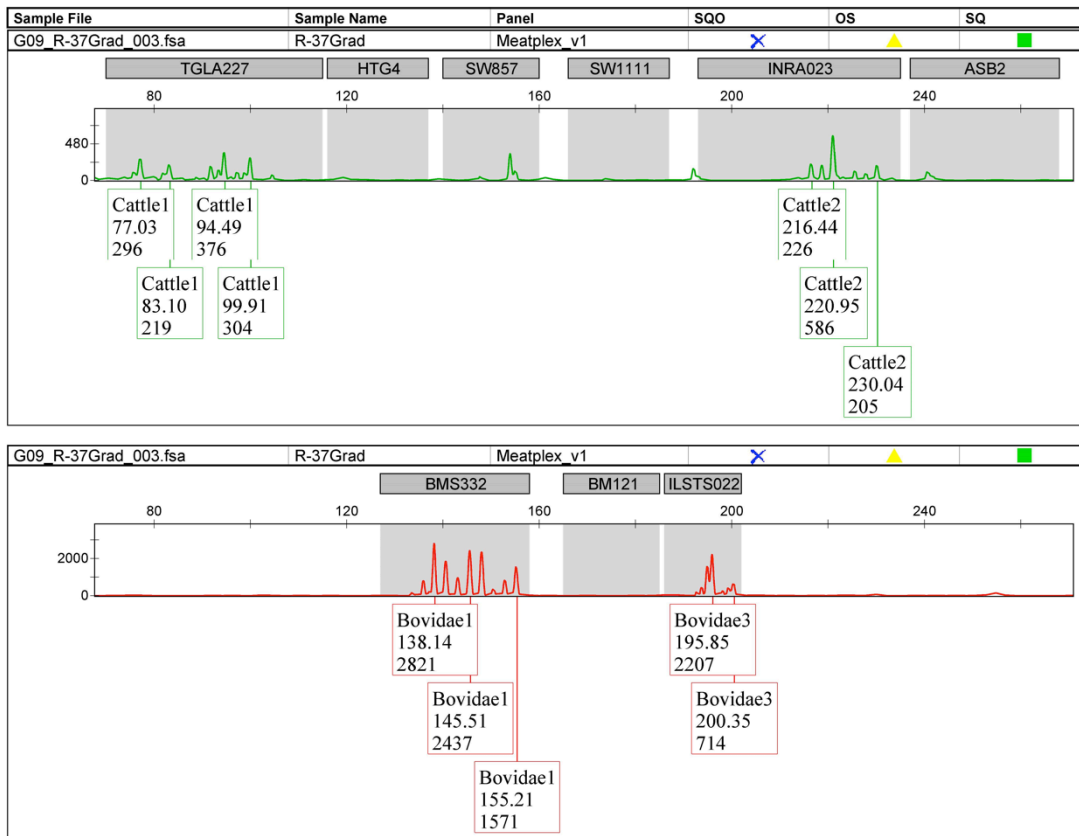 Sample File Sample Name Panel SQO OS SQ
G09_R-37Grad_003.fsa R-37Grad Meatplex_v1
TGLA227 HTG4 SW857 SW1111 INRA023 ASB2
80 120 160 200 240
480
0
Cattle1 Cattle1 Cattle2
77.03 94.49 216.44
296 376 226
Cattle1 Cattle1 Cattle2
83.10 99.91 220.95
219 304 586
Cattle2
230.04
205
G09_R-37Grad_003.fsa R-37Grad Meatplex_v1
BMS332 BM121 ILSTS022
80 120 160 200 240
2000
0
Bovidae1 Bovidae3
138.14 195.85
2821 2207
Bovidae1 Bovidae3
145.51 200.35
2437 714
Bovidae1
155.21
1571